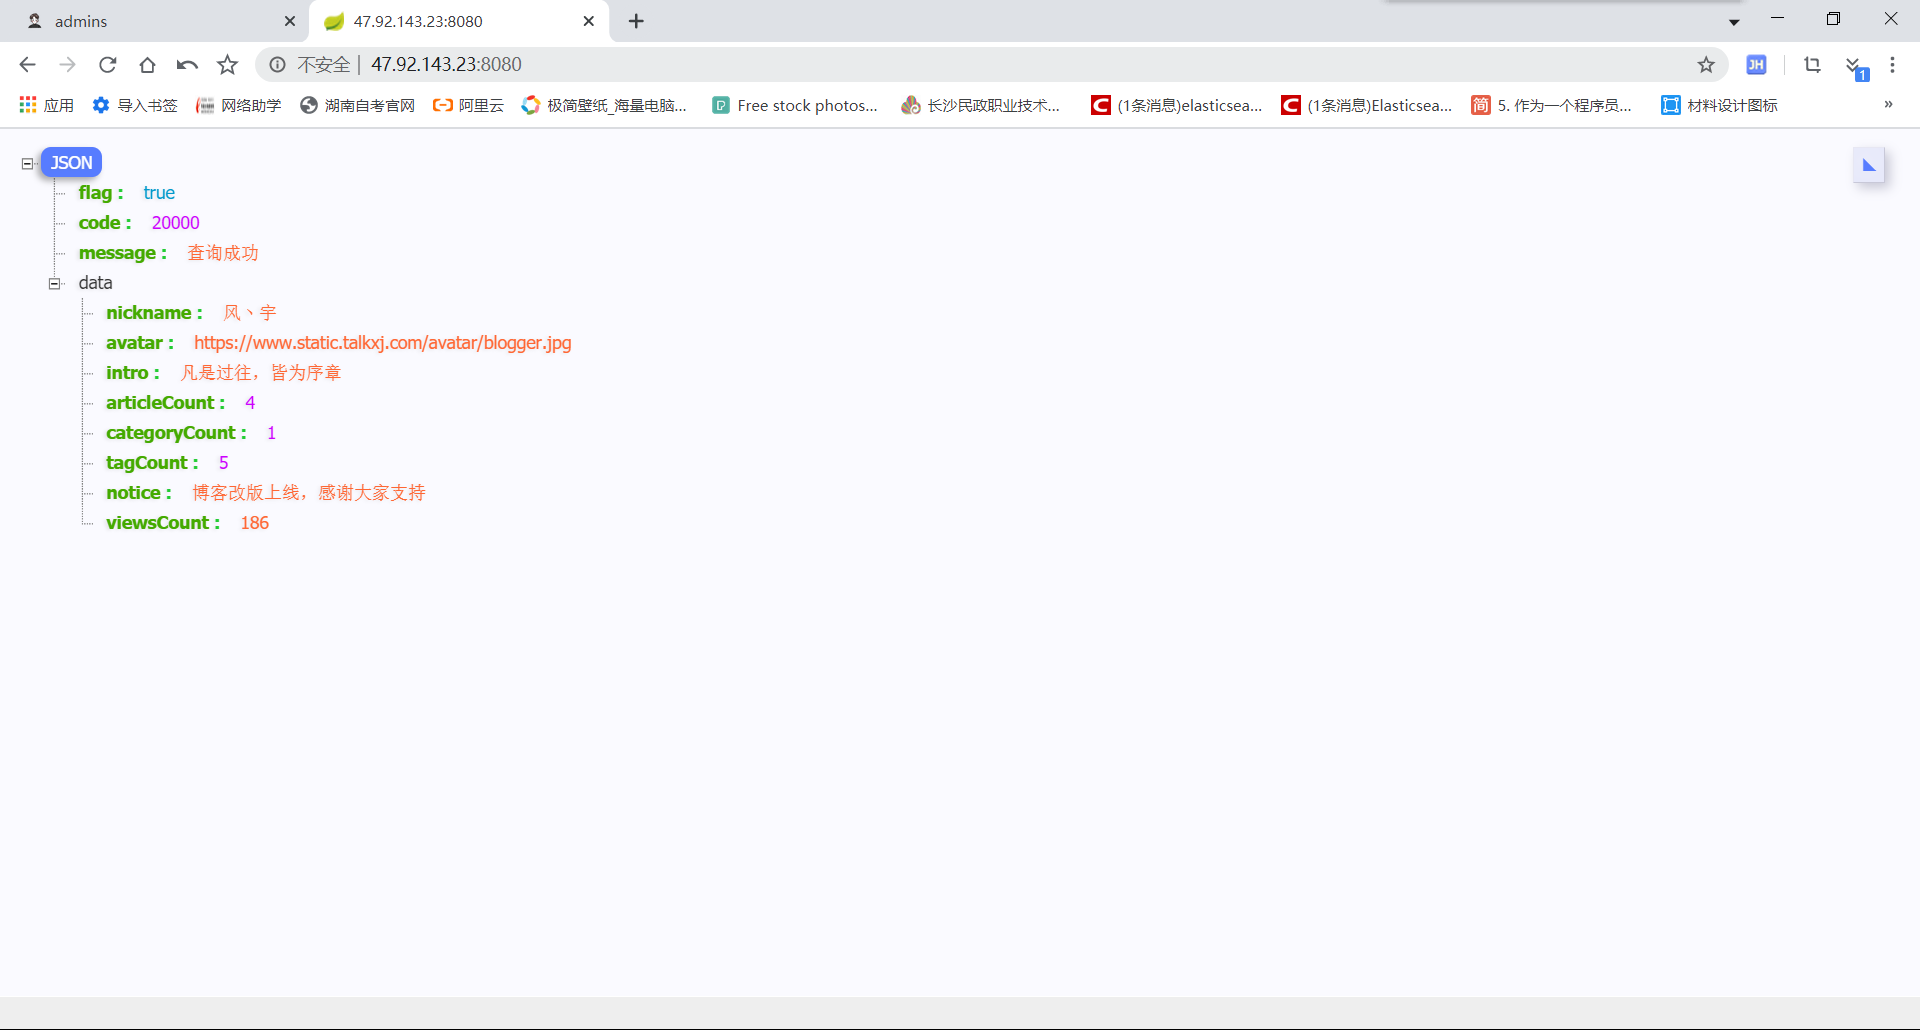 admins
47.92.143.23:8080
不安全 47.92.143.23:8080
JH
1
应用 导入书签 网络助学 湖南自考官网 阿里云 极简壁纸_海量电脑... Free stock photos... 长沙民政职业技术... (1条消息)elasticsea... (1条消息)Elasticsea... 简 5. 作为一个程序员... 材料设计图标 »
JSON
flag : true
code : 20000
message : 查询成功
data
nickname : 风丶宇
avatar : https://www.static.talkxj.com/avatar/blogger.jpg
intro : 凡是过往，皆为序章
articleCount : 4
categoryCount : 1
tagCount : 5
notice : 博客改版上线，感谢大家支持
viewsCount : 186